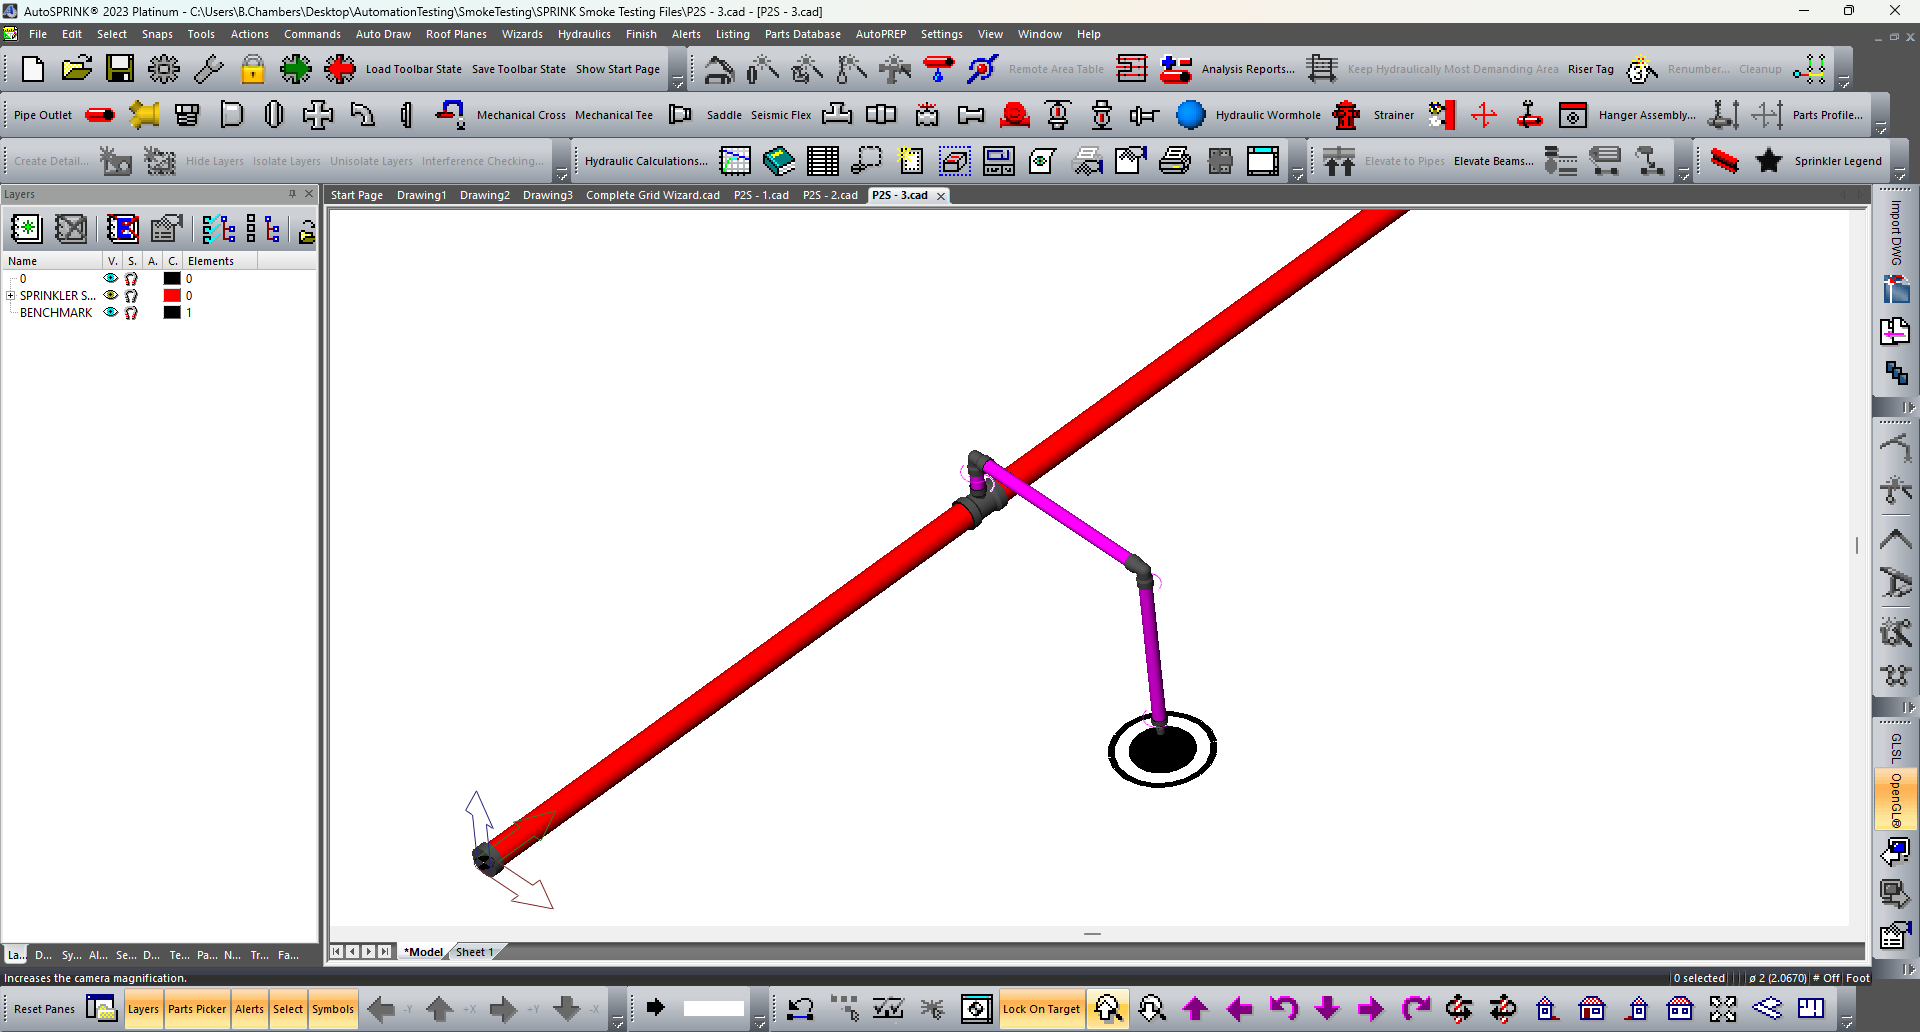 AutoSPRINK® 2023 Platinum - C:\Users\B.Chambers\Desktop\AutomationTesting\SmokeTesting\SPRINK Smoke Testing Files\P2S - 3.cad - [P2S - 3.cad]
File Edit Select Snaps Tools Actions Commands Auto Draw Roof Planes Wizards Hydraulics Finish Alerts Listing Parts Database AutoPREP Settings View Window Help
Load Toolbar State Save Toolbar State Show Start Page Remote Area Table Analysis Reports... Keep Hydraulically Most Demanding Area Riser Tag Renumber... Cleanup
Pipe Outlet Mechanical Cross Mechanical Tee Saddle Seismic Flex Hydraulic Wormhole Strainer Hanger Assembly... Parts Profile...
Create Detail... Hide Layers Isolate Layers Unisolate Layers Interference Checking... Hydraulic Calculations... Elevate to Pipes Elevate Beams... Sprinkler Legend
Layers
Start Page Drawing1 Drawing2 Drawing3 Complete Grid Wizard.cad P2S - 1.cad P2S - 2.cad P2S - 3.cad
Name V. S. A. C. Elements
0 0
SPRINKLER S... 0
BENCHMARK 1
Import DWG
GLSL
OpenGL®
*Model Sheet 1
La... D... Sy... Al... Se... D... Te... Pa... N... Tr... Fa...
Increases the camera magnification.
0 selected ø 2 (2.0670) # Off Foot
Reset Panes Layers Parts Picker Alerts Select Symbols -Y +X +Y -X Lock On Target